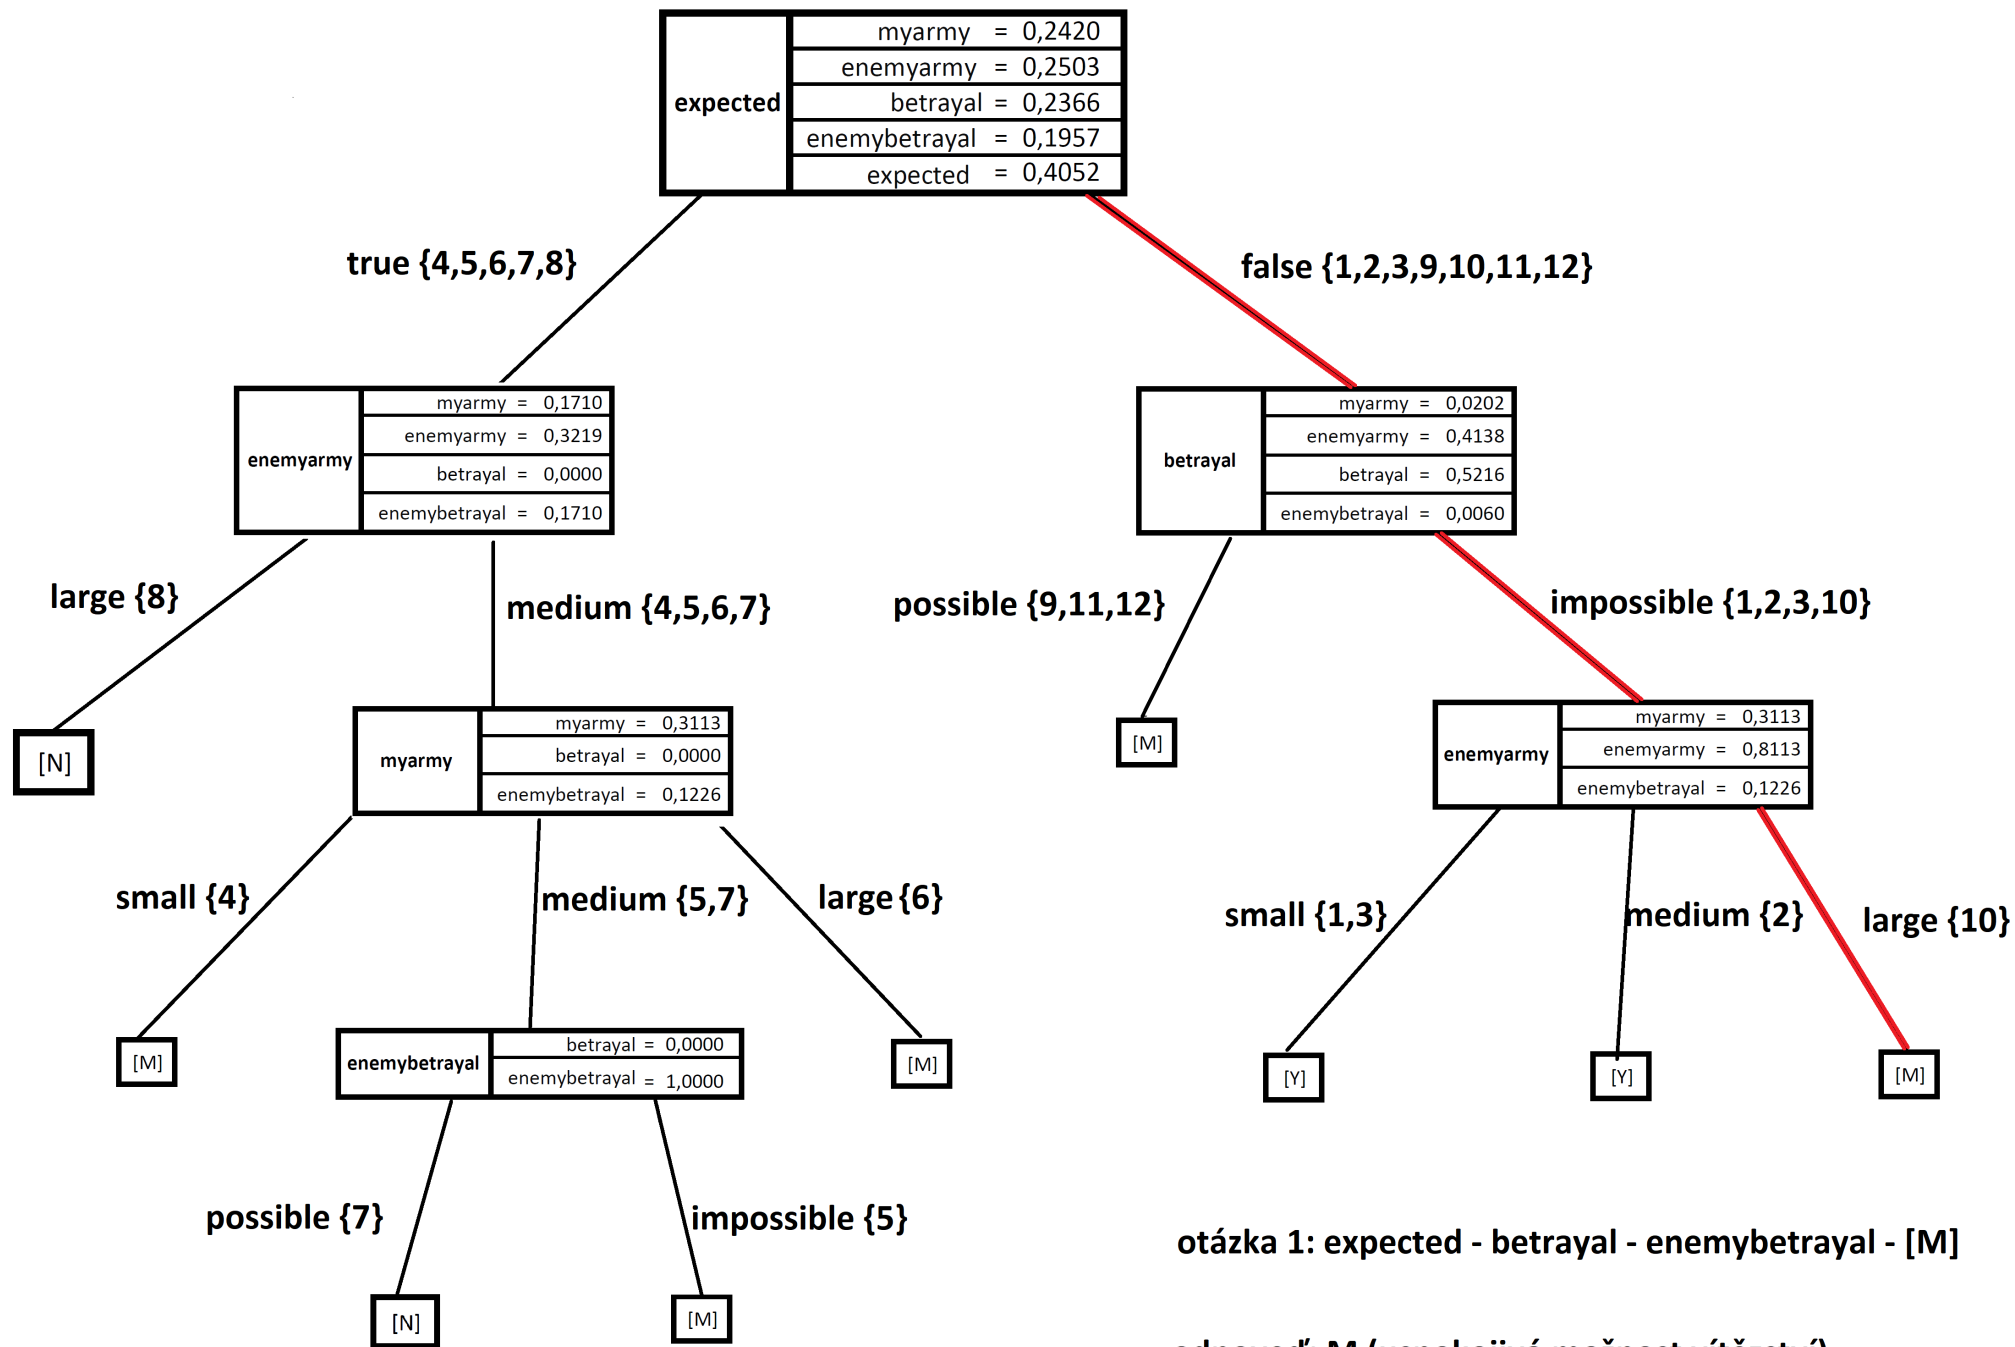 expected
myarmy = 0,2420
enemyarmy = 0,2503
betrayal = 0,2366
enemybetrayal = 0,1957
expected = 0,4052
true {4,5,6,7,8}
false {1,2,3,9,10,11,12}
enemyarmy
myarmy = 0,1710
enemyarmy = 0,3219
betrayal = 0,0000
enemybetrayal = 0,1710
betrayal
myarmy = 0,0202
enemyarmy = 0,4138
betrayal = 0,5216
enemybetrayal = 0,0060
large {8}
medium {4,5,6,7}
possible {9,11,12}
impossible {1,2,3,10}
[N]
myarmy
myarmy = 0,3113
betrayal = 0,0000
enemybetrayal = 0,1226
[M]
enemyarmy
myarmy = 0,3113
enemyarmy = 0,8113
enemybetrayal = 0,1226
small {4}
medium {5,7}
large {6}
small {1,3}
medium {2}
large {10}
[M]
enemybetrayal
betrayal = 0,0000
enemybetrayal = 1,0000
[M]
[Y]
[Y]
[M]
possible {7}
impossible {5}
[N]
[M]
otázka 1: expected - betrayal - enemybetrayal - [M]